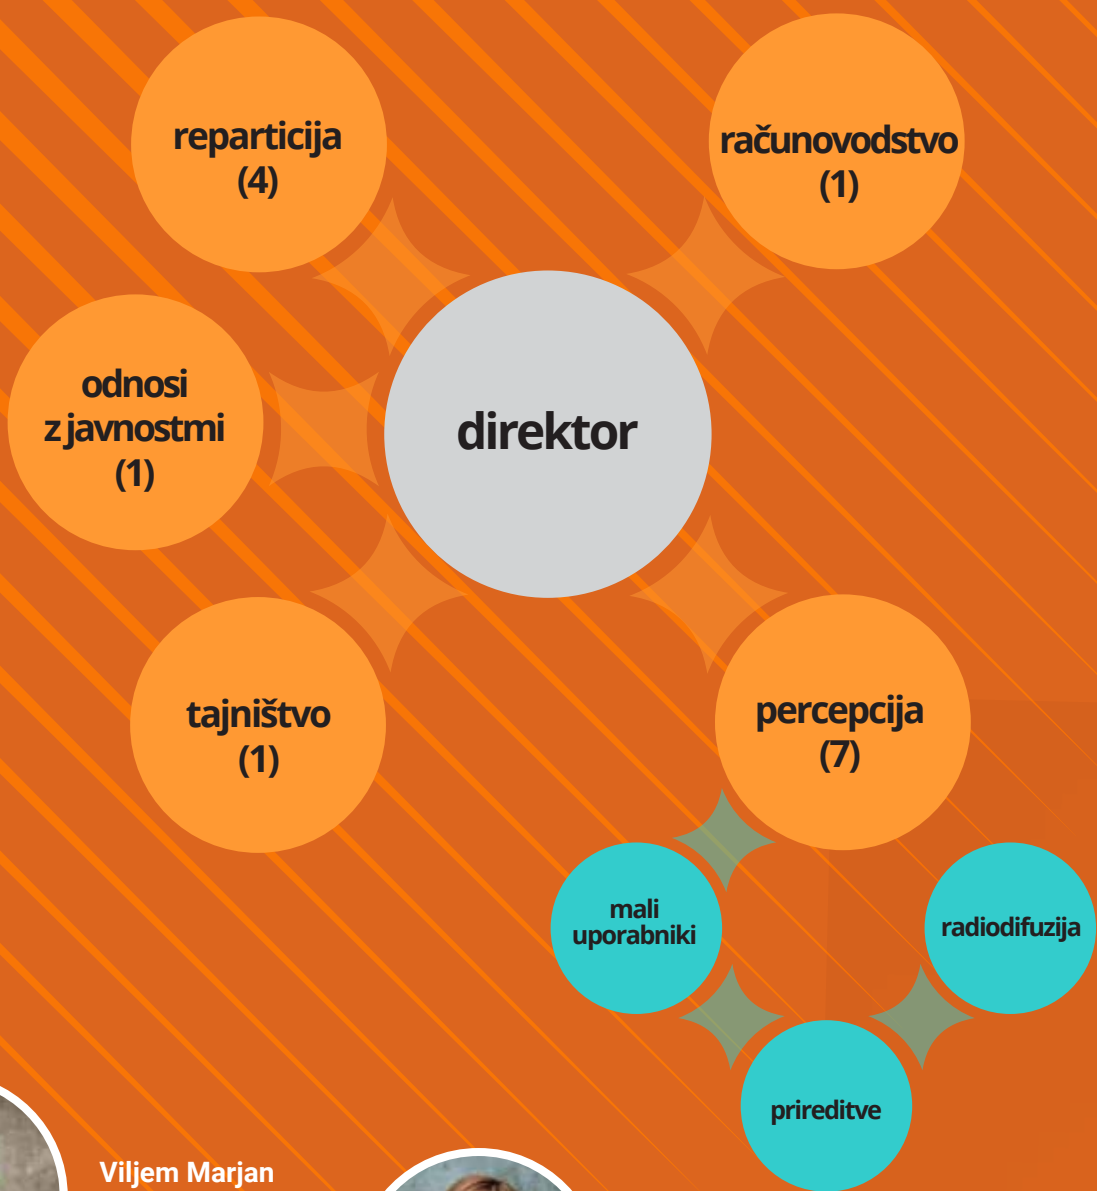 reparticija
(4)
računovodstvo
(1)
odnosi
z javnostmi
(1)
direktor
tajništvo
(1)
percepcija
(7)
mali
uporabniki
radiodifuzija
prireditve
Viljem Marjan